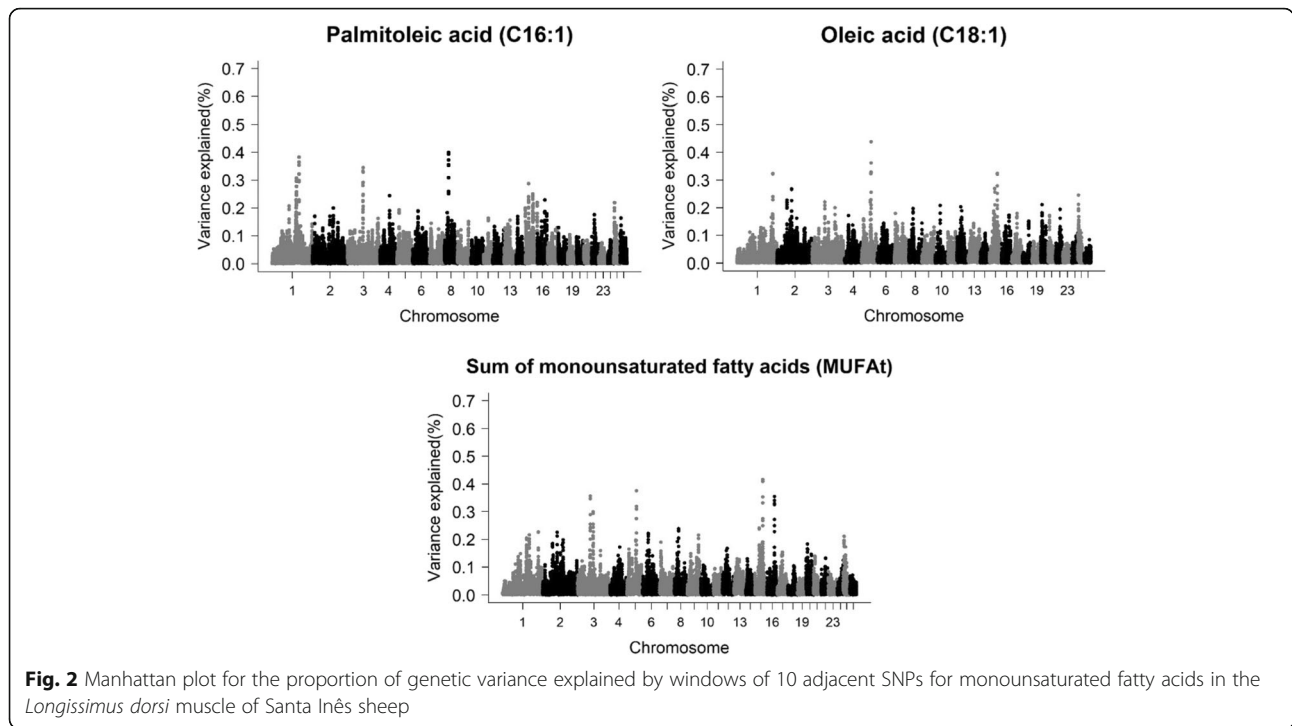 Palmitoleic acid (C16:1)
Variance explained(%)
0.7
0.6
0.5
0.4
0.3
0.2
0.1
0.0
1 2 3 4 6 8 10 13 16 19 23
Chromosome
Oleic acid (C18:1)
Variance explained(%)
0.7
0.6
0.5
0.4
0.3
0.2
0.1
0.0
1 2 3 4 6 8 10 13 16 19 23
Chromosome
Sum of monounsaturated fatty acids (MUFAt)
Variance explained(%)
0.7
0.6
0.5
0.4
0.3
0.2
0.1
0.0
1 2 3 4 6 8 10 13 16 19 23
Chromosome
Fig. 2 Manhattan plot for the proportion of genetic variance explained by windows of 10 adjacent SNPs for monounsaturated fatty acids in the
Longissimus dorsi muscle of Santa Inês sheep